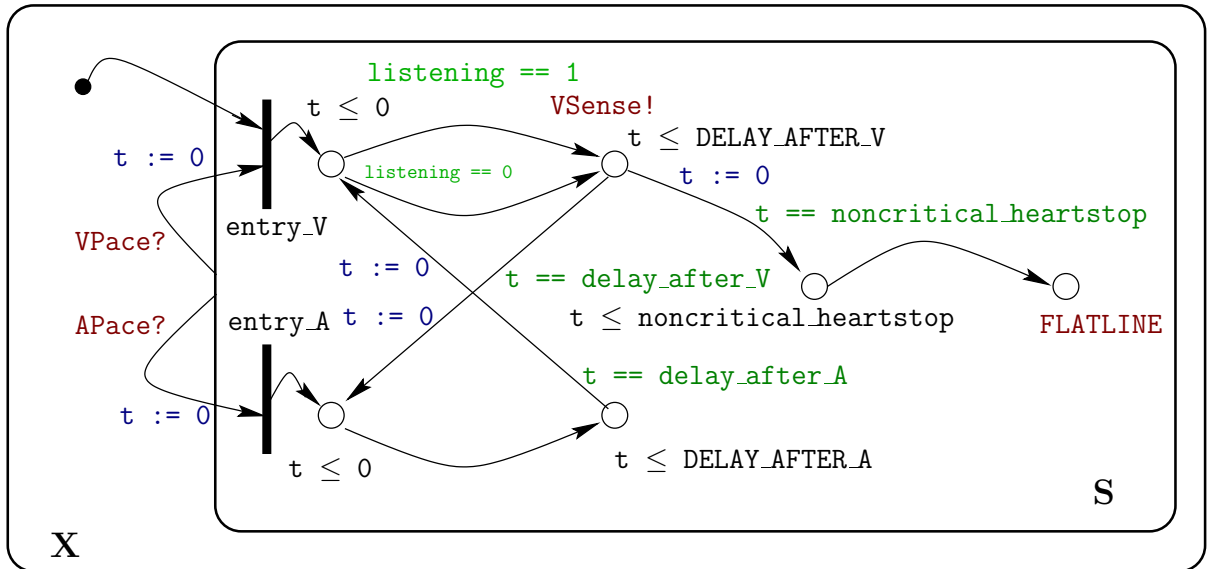 listening == 1
t ≤ 0
VSense!
t ≤ DELAY_AFTER_V
t := 0
listening == 0
t := 0
t == noncritical_heartstop
entry_V
VPace?
t := 0
t == delay_after_V
APace?
entry_A
t := 0
t ≤ noncritical_heartstop
FLATLINE
t == delay_after_A
t := 0
t ≤ 0
t ≤ DELAY_AFTER_A
S
X